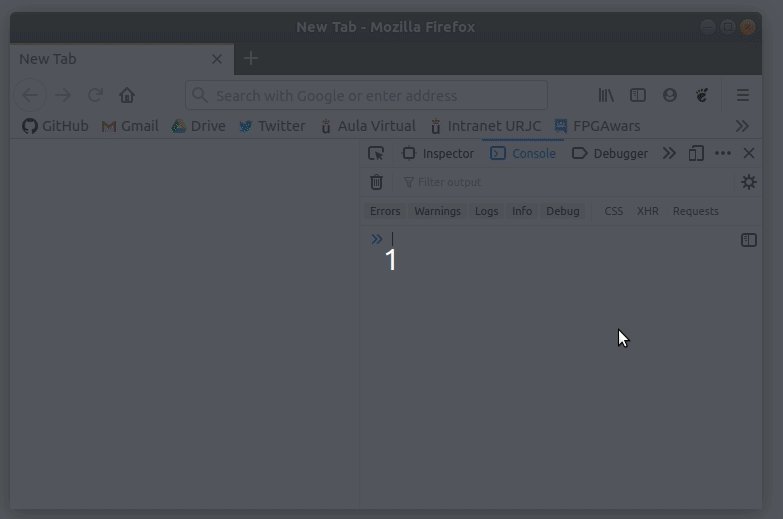 New Tab - Mozilla Firefox
New Tab
Search with Google or enter address
GitHub Gmail Drive Twitter Aula Virtual Intranet URJC FPGAwars
Inspector Console Debugger
Filter output
Errors Warnings Logs Info Debug CSS XHR Requests
1